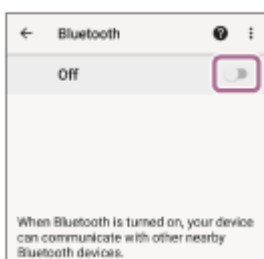 Bluetooth
Off
When Bluetooth is turned on, your device
can communicate with other nearby
Bluetooth devices.